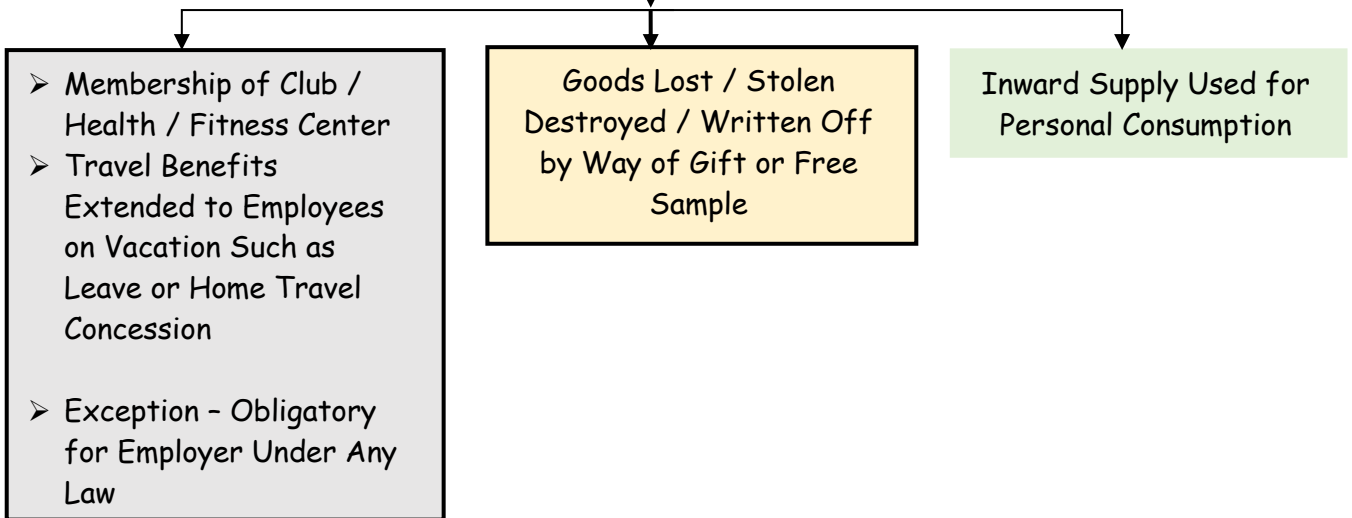 ➢ Membership of Club /
Health / Fitness Center
➢ Travel Benefits
Extended to Employees
on Vacation Such as
Leave or Home Travel
Concession
➢ Exception – Obligatory
for Employer Under Any
Law
Goods Lost / Stolen
Destroyed / Written Off
by Way of Gift or Free
Sample
Inward Supply Used for
Personal Consumption